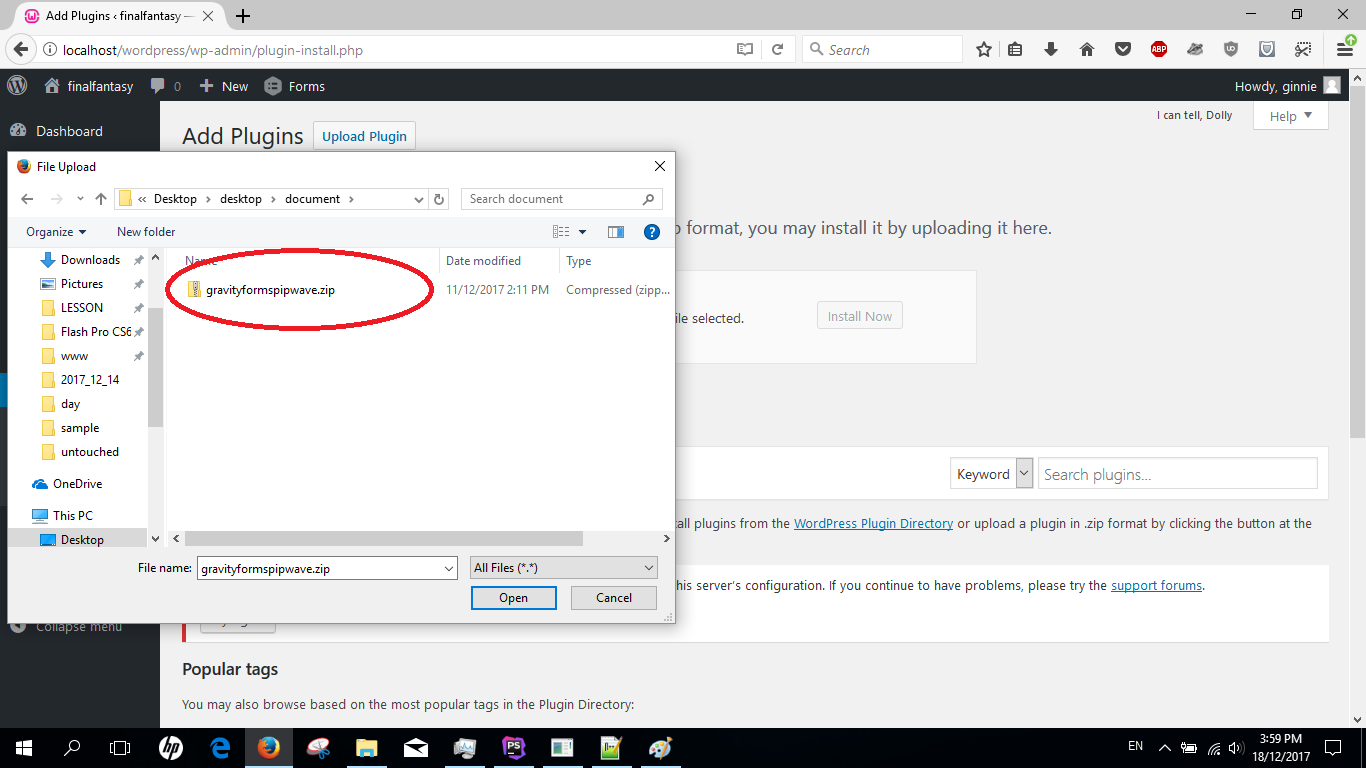 Add Plugins ‹ finalfantasy —
localhost/wordpress/wp-admin/plugin-install.php
Search
ABP
finalfantasy
0
New
Forms
Howdy, ginnie
Dashboard
Add Plugins
Upload Plugin
I can tell, Dolly
Help
File Upload
« Desktop › desktop › document ›
Search document
Organize
New folder
format, you may install it by uploading it here.
Name
Date modified
Type
Downloads
Pictures
LESSON
Flash Pro CS6
www
2017_12_14
day
sample
untouched
OneDrive
This PC
Desktop
gravityformspipwave.zip
11/12/2017 2:11 PM
Compressed (zipp...
selected.
Install Now
Keyword
Search plugins...
plugins from the WordPress Plugin Directory or upload a plugin in .zip format by clicking the button at the
File name:
gravityformspipwave.zip
All Files (*.*)
Open
Cancel
server's configuration. If you continue to have problems, please try the support forums.
Collapse menu
Popular tags
You may also browse based on the most popular tags in the Plugin Directory:
hp
PS
EN
3:59 PM
18/12/2017